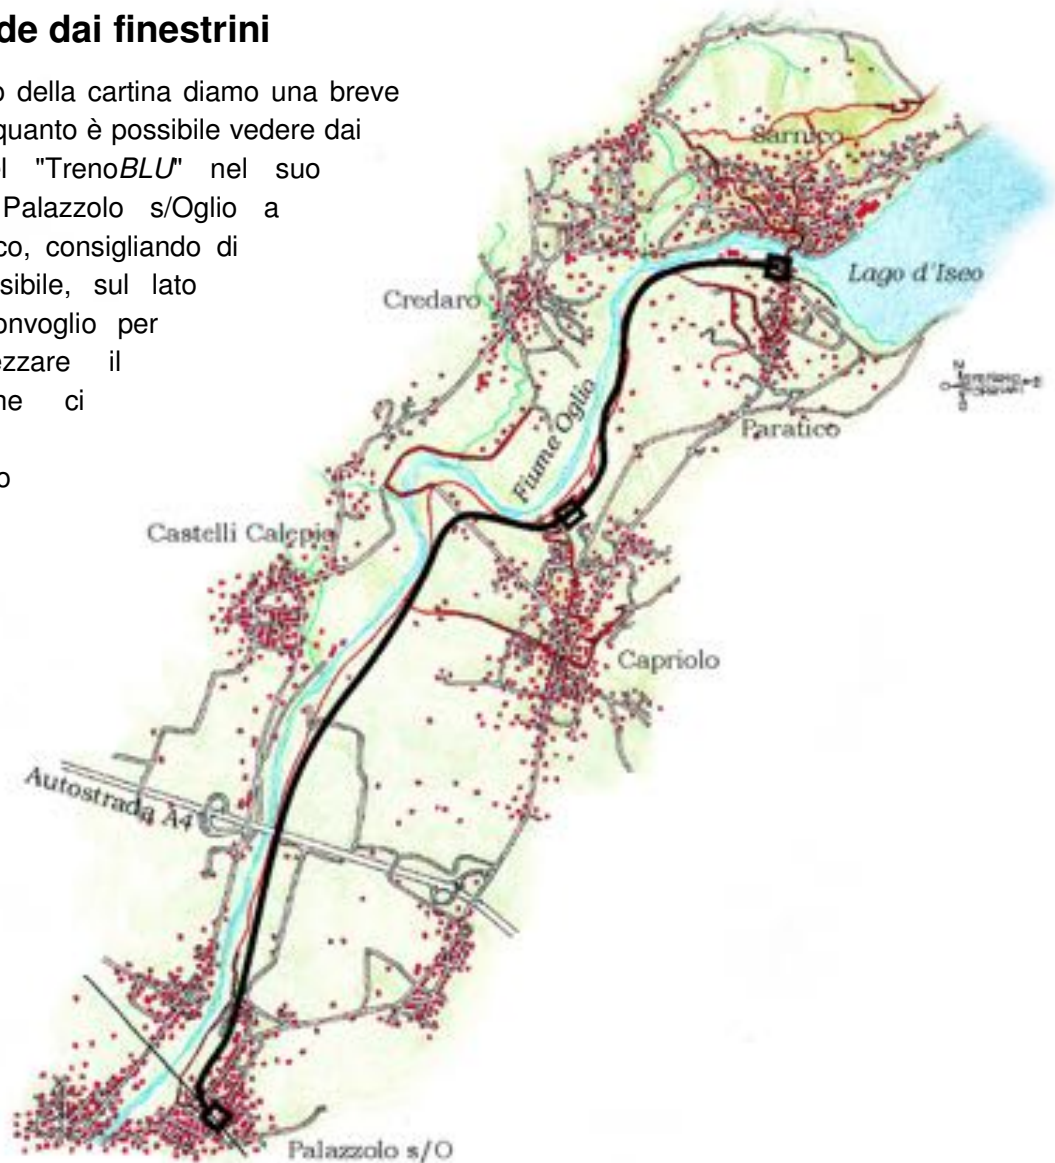 de dai finestrini
o della cartina diamo una breve
quanto è possibile vedere dai
el "TrenoBLU" nel suo
Palazzolo s/Oglio a
co, consigliando di
sibile, sul lato
onvoglio per
ezzare il
me ci
o
Sarnico
Lago d'Iseo
Credaro
N
O
E
S
Fiume Oglio
Paratico
Castelli Calepio
Capriolo
Autostrada A4
Palazzolo s/O